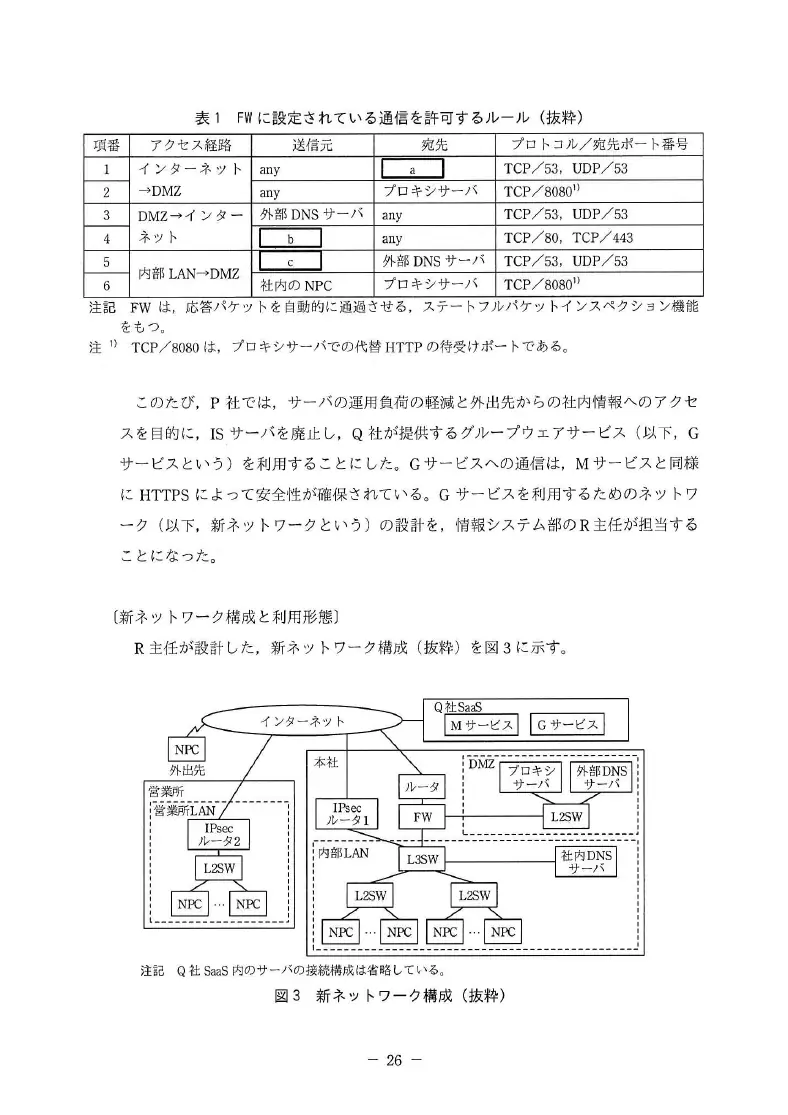 表1 FWに設定されている通信を許可するルール（抜粋）
項番 アクセス経路 送信元 宛先 プロトコル／宛先ポート番号
1 インターネット any a TCP／53，UDP／53
2 →DMZ any プロキシサーバ TCP／8080¹⁾
3 DMZ→インター 外部DNSサーバ any TCP／53，UDP／53
4 ネット b any TCP／80，TCP／443
5 内部LAN→DMZ c 外部DNSサーバ TCP／53，UDP／53
6 社内のNPC プロキシサーバ TCP／8080¹⁾
注記 FWは，応答パケットを自動的に通過させる，ステートフルパケットインスペクション機能
をもつ。
注 ¹⁾ TCP／8080は，プロキシサーバでの代替HTTPの待受けポートである。
このたび，P社では，サーバの運用負荷の軽減と外出先からの社内情報へのアクセ
スを目的に，ISサーバを廃止し，Q社が提供するグループウェアサービス（以下，G
サービスという）を利用することにした。Gサービスへの通信は，Mサービスと同様
にHTTPSによって安全性が確保されている。Gサービスを利用するためのネットワ
ーク（以下，新ネットワークという）の設計を，情報システム部のR主任が担当する
ことになった。
〔新ネットワーク構成と利用形態〕
R主任が設計した，新ネットワーク構成（抜粋）を図3に示す。
Q社SaaS
インターネット
Mサービス
Gサービス
NPC
外出先
本社
DMZ
プロキシ
サーバ
外部DNS
サーバ
ルータ
営業所
営業所LAN
IPsec
ルータ1
FW
L2SW
IPsec
ルータ2
内部LAN
L3SW
社内DNS
サーバ
L2SW
L2SW
L2SW
NPC … NPC
NPC … NPC
NPC … NPC
注記 Q社SaaS内のサーバの接続構成は省略している。
図3 新ネットワーク構成（抜粋）
－ 26 －